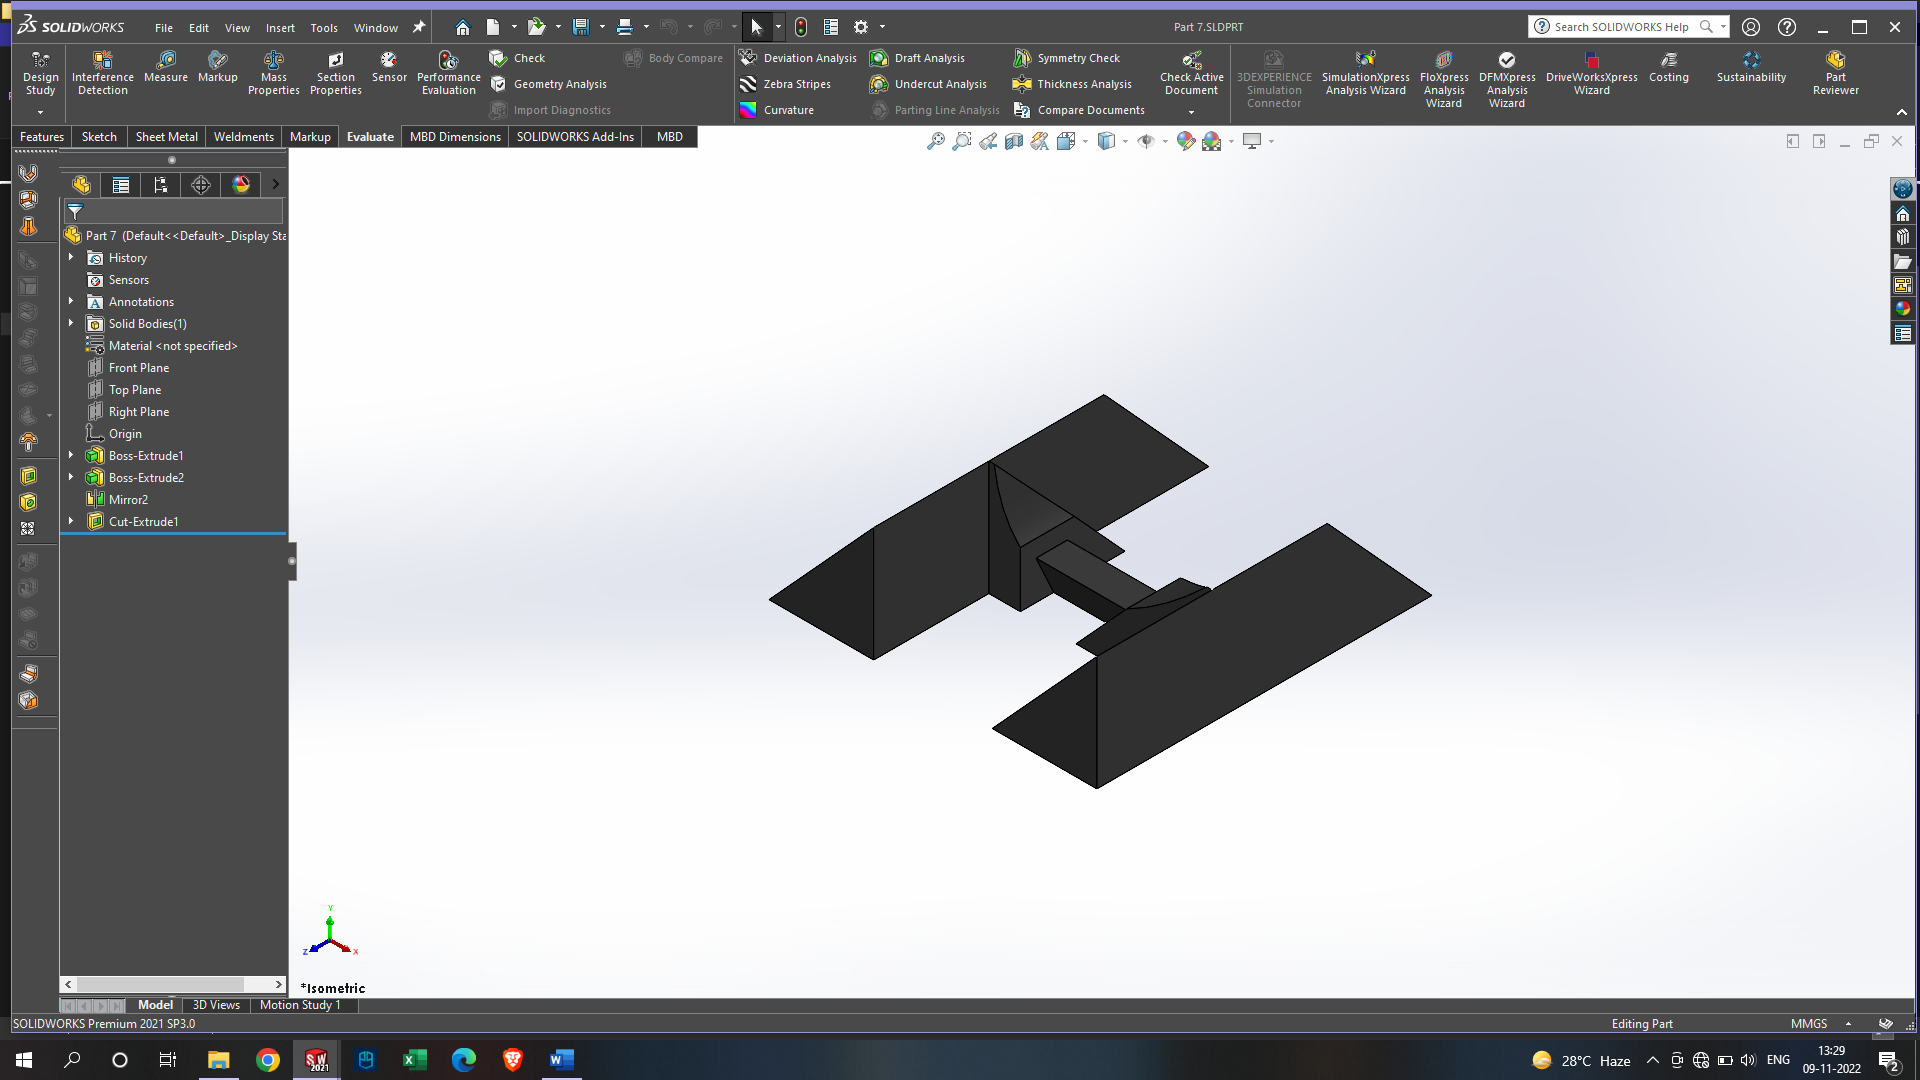 SOLIDWORKS File Edit View Insert Tools Window Part 7.SLDPRT Search SOLIDWORKS Help
Design Study
Interference Detection
Measure
Markup
Mass Properties
Section Properties
Sensor
Performance Evaluation
Check
Geometry Analysis
Import Diagnostics
Body Compare
Deviation Analysis
Zebra Stripes
Curvature
Draft Analysis
Undercut Analysis
Parting Line Analysis
Symmetry Check
Thickness Analysis
Compare Documents
Check Active Document
3DEXPERIENCE Simulation Connector
SimulationXpress Analysis Wizard
FloXpress Analysis Wizard
DFMXpress Analysis Wizard
DriveWorksXpress Wizard
Costing
Sustainability
Part Reviewer
Features Sketch Sheet Metal Weldments Markup Evaluate MBD Dimensions SOLIDWORKS Add-Ins MBD
Part 7 (Default<<Default>_Display Sta
History
Sensors
Annotations
Solid Bodies(1)
Material <not specified>
Front Plane
Top Plane
Right Plane
Origin
Boss-Extrude1
Boss-Extrude2
Mirror2
Cut-Extrude1
Y
Z X
*Isometric
Model 3D Views Motion Study 1
SOLIDWORKS Premium 2021 SP3.0 Editing Part MMGS
28°C Haze ENG 13:29
09-11-2022
2
SW
2021